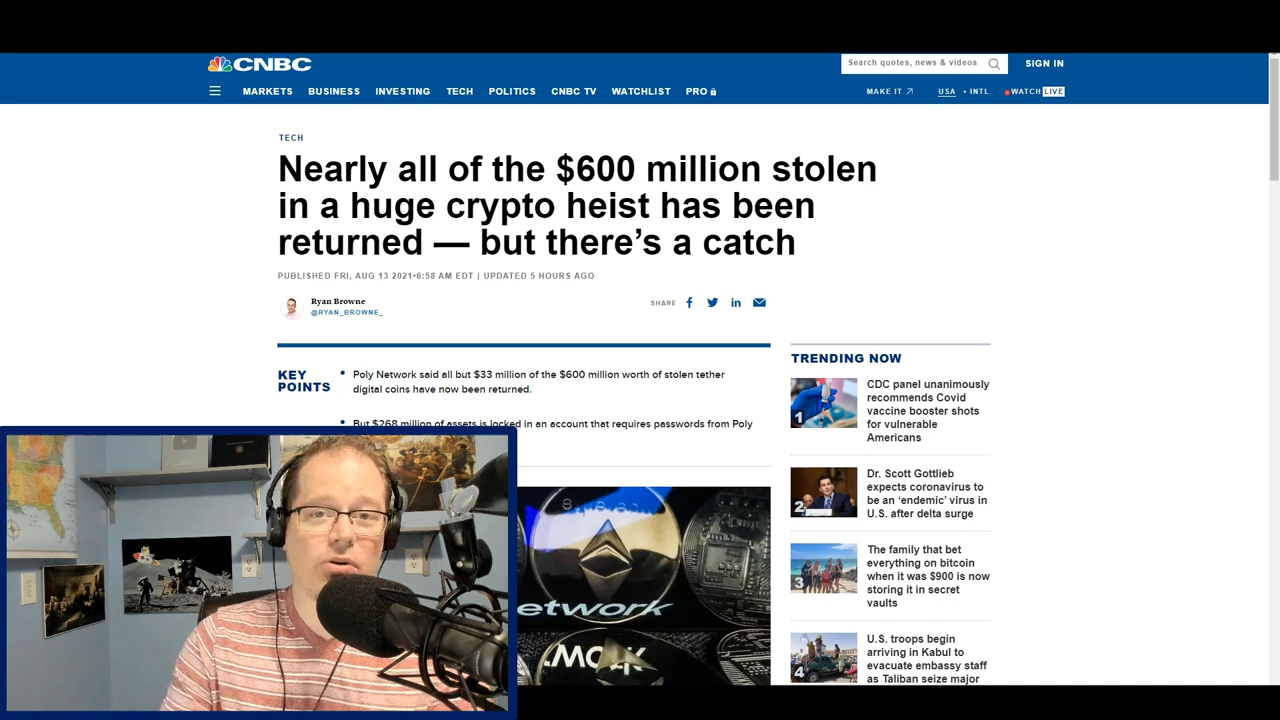 CNBC
Search quotes, news & videos
SIGN IN
MARKETS BUSINESS INVESTING TECH POLITICS CNBC TV WATCHLIST PRO
MAKE IT USA • INTL WATCH LIVE
TECH
Nearly all of the $600 million stolen
in a huge crypto heist has been
returned — but there’s a catch
PUBLISHED FRI, AUG 13 2021•6:58 AM EDT | UPDATED 5 HOURS AGO
Ryan Browne
@RYAN_BROWNE_
SHARE
KEY
POINTS
• Poly Network said all but $33 million of the $600 million worth of stolen tether
digital coins have now been returned.
• But $268 million of assets is locked in an account that requires passwords from Poly
etwork
TRENDING NOW
1
CDC panel unanimously
recommends Covid
vaccine booster shots
for vulnerable
Americans
2
Dr. Scott Gottlieb
expects coronavirus to
be an ‘endemic’ virus in
U.S. after delta surge
3
The family that bet
everything on bitcoin
when it was $900 is now
storing it in secret
vaults
4
U.S. troops begin
arriving in Kabul to
evacuate embassy staff
as Taliban seize major